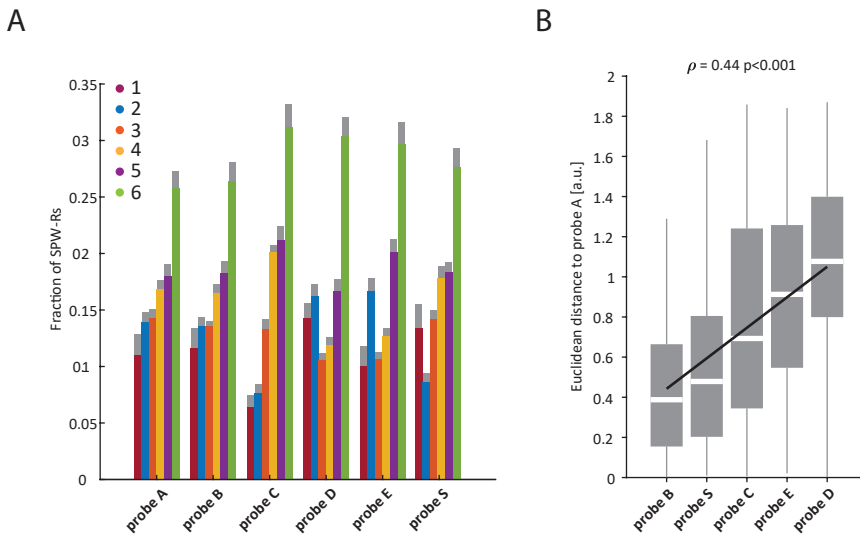 A
0.35
03
0.25
0.2
0.15
0.1
0.05
0
Fraction of SPW-Rs
1
2
3
4
5
6
probe A
probe B
probe C
probe D
probe E
probe S
B
ρ = 0.44 p<0.001
2
1.8
1.6
1.4
1.2
1
0.8
0.6
0.4
0.2
0
Euclidean distance to probe A [a.u.]
probe B
probe S
probe C
probe E
probe D